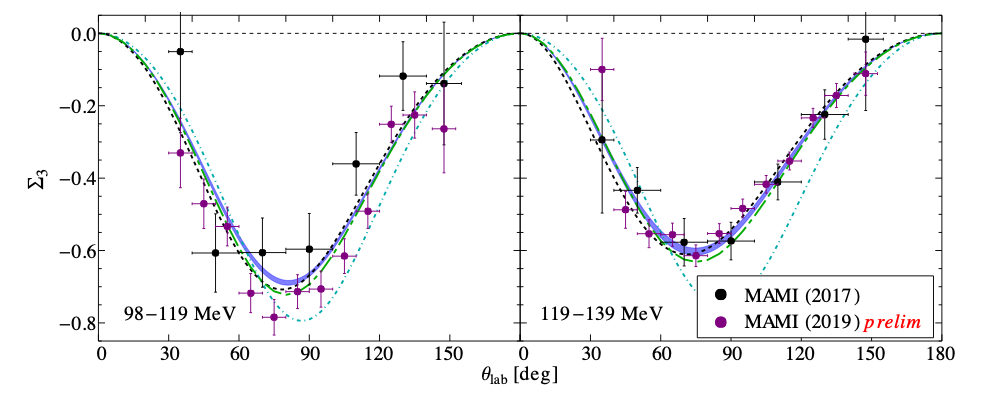 0.0
−0.2
−0.4
−0.6
−0.8
Σ3
98−119 MeV
119−139 MeV
MAMI (2017)
MAMI (2019) prelim
0 30 60 90 120 150 0 30 60 90 120 150 180
θlab [deg]